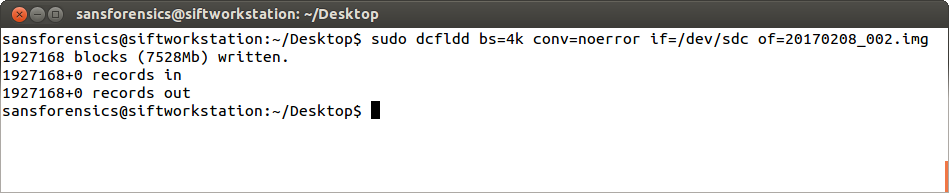 sansforensics@siftworkstation: ~/Desktop
sansforensics@siftworkstation:~/Desktop$ sudo dcfldd bs=4k conv=noerror if=/dev/sdc of=20170208_002.img
1927168 blocks (7528Mb) written.
1927168+0 records in
1927168+0 records out
sansforensics@siftworkstation:~/Desktop$